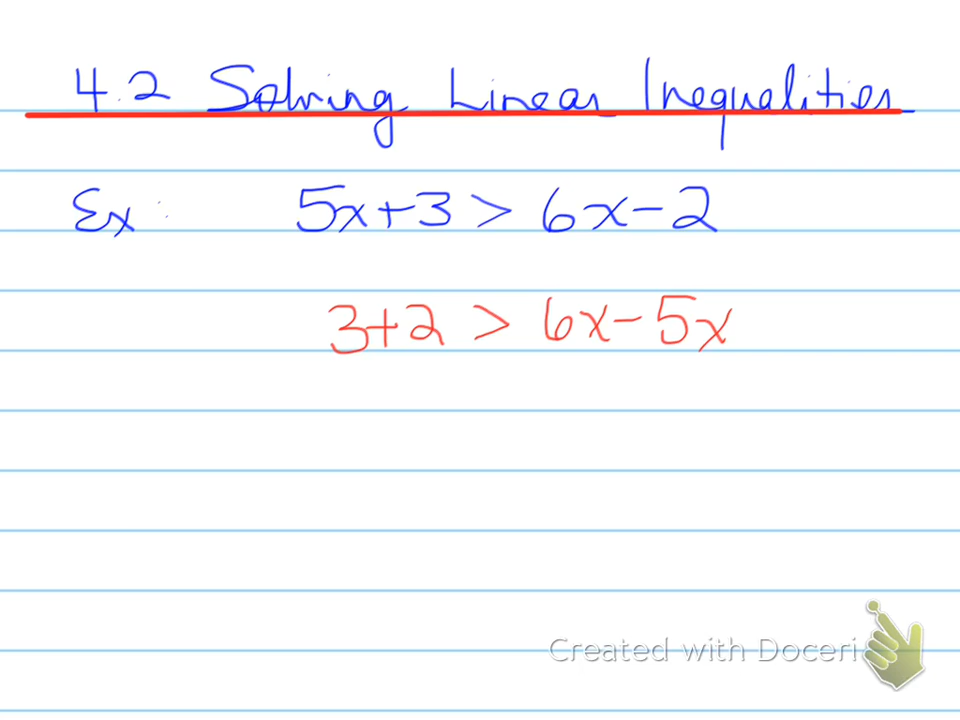 4.2 Solving Linear Inequalities
Ex : 5x+3 > 6x-2
3+2 > 6x-5x
Created with Doceri